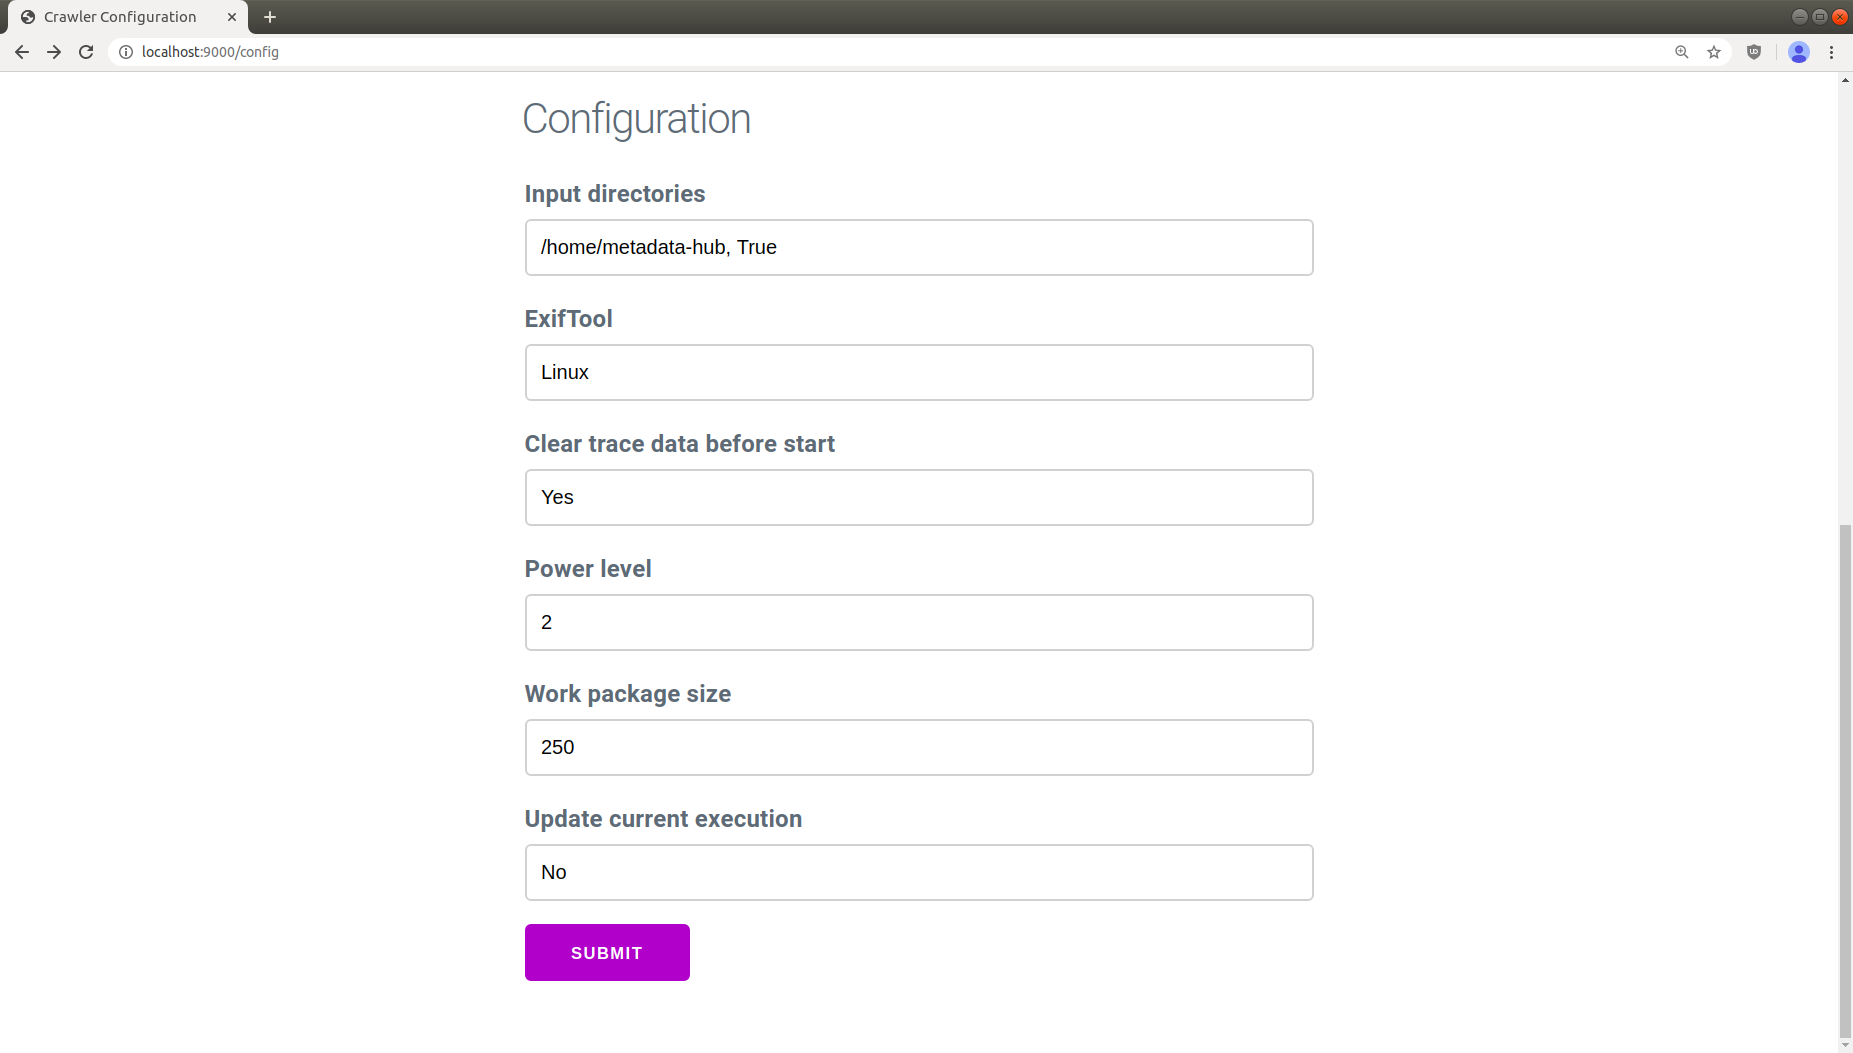 Crawler Configuration
localhost:9000/config
Configuration
Input directories
/home/metadata-hub, True
ExifTool
Linux
Clear trace data before start
Yes
Power level
2
Work package size
250
Update current execution
No
SUBMIT